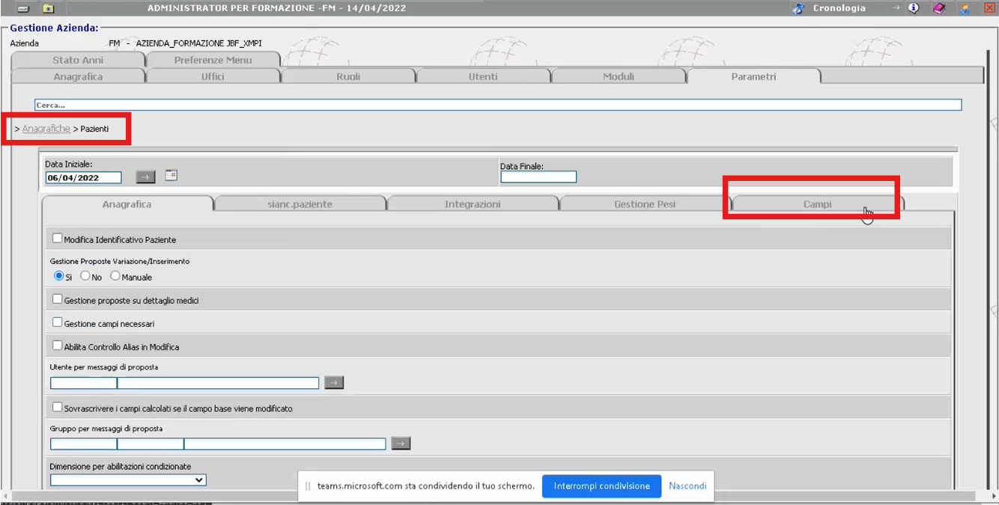 ADMINISTRATOR PER FORMAZIONE -FM - 14/04/2022
Cronologia
Gestione Azienda:
Azienda FM - AZIENDA_FORMAZIONE JBF_XMPI
Stato Anni Preferenze Menu
Anagrafica Uffici Ruoli Utenti Moduli Parametri
Cerca...
> Anagrafiche > Pazienti
Data Iniziale: Data Finale:
06/04/2022
Anagrafica sianc.paziente Integrazioni Gestione Pesi Campi
Modifica Identificativo Paziente
Gestione Proposte Variazione/Inserimento
Si No Manuale
Gestione proposte su dettaglio medici
Gestione campi necessari
Abilita Controllo Alias in Modifica
Utente per messaggi di proposta
Sovrascrivere i campi calcolati se il campo base viene modificato
Gruppo per messaggi di proposta
Dimensione per abilitazioni condizionate
teams.microsoft.com sta condividendo il tuo schermo. Interrompi condivisione Nascondi